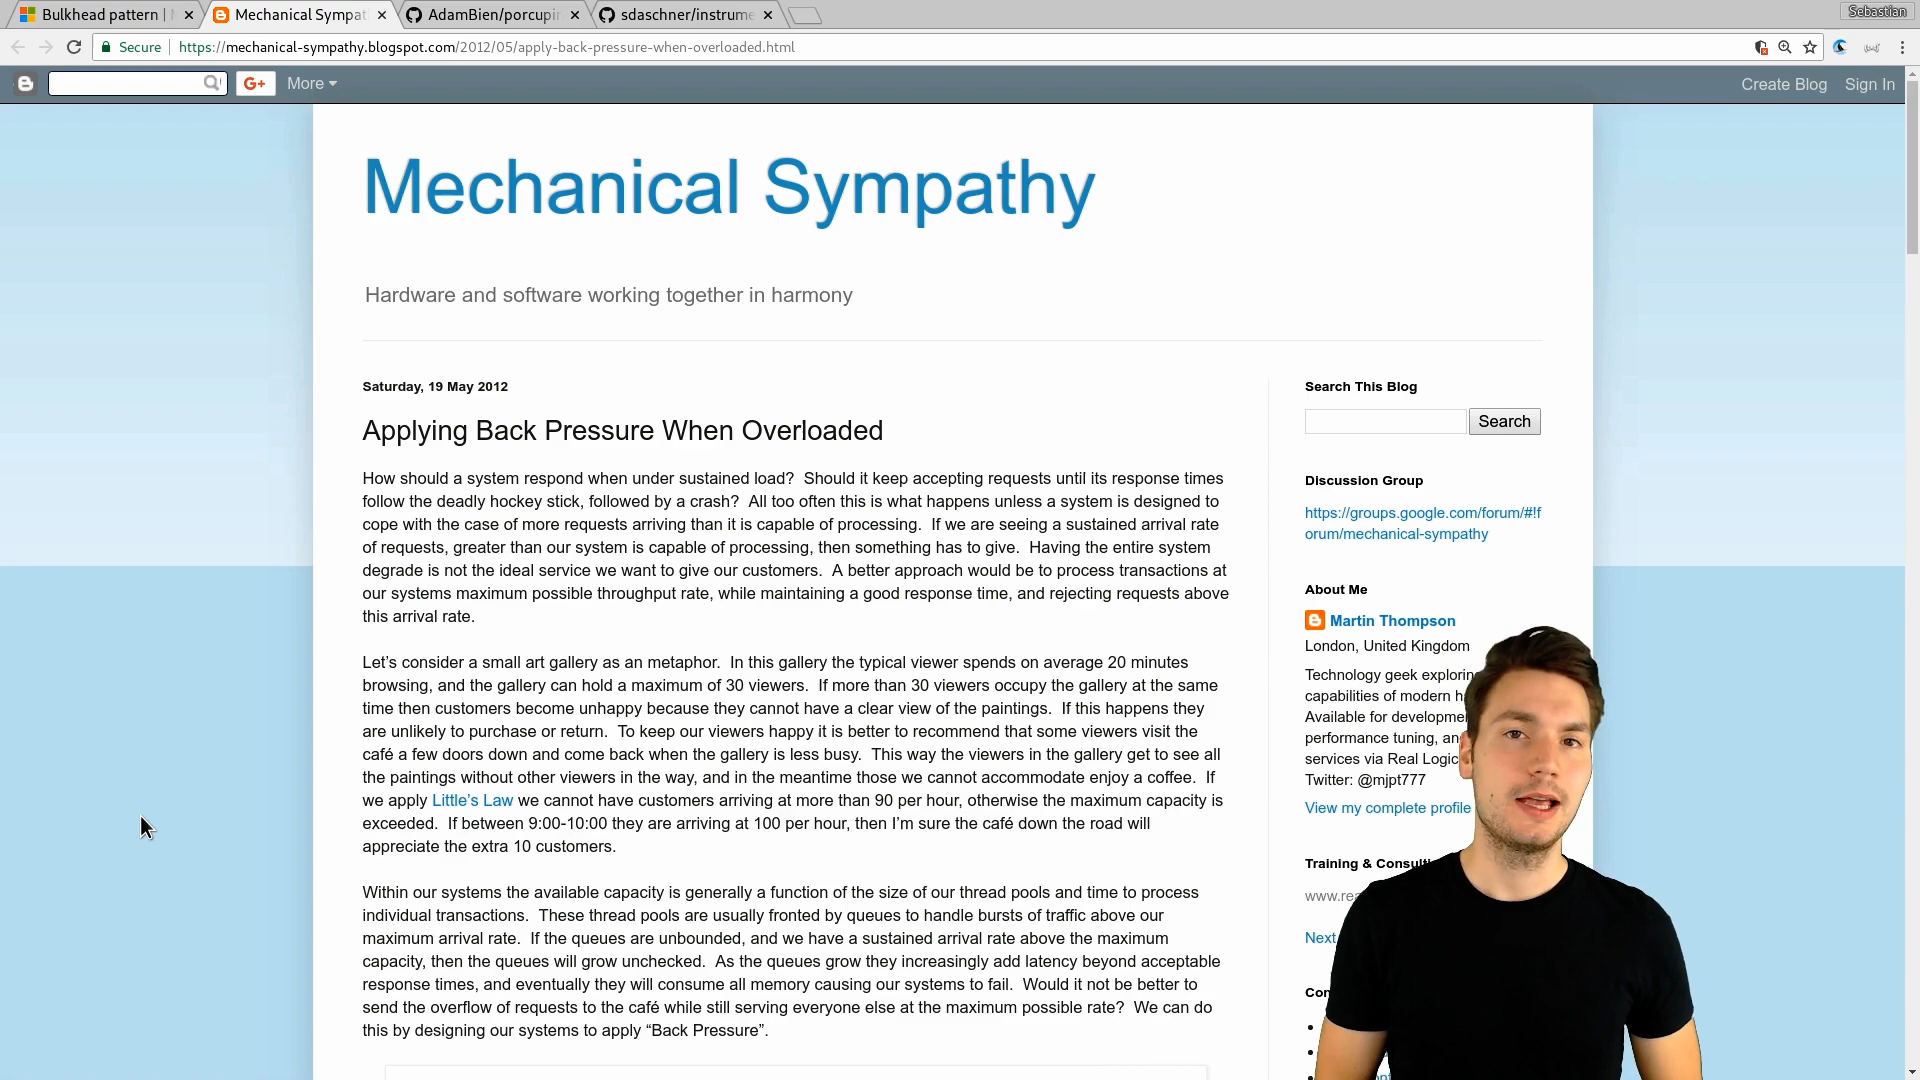 Bulkhead pattern |
Mechanical Sympat
AdamBien/porcupi
sdaschner/instrume
Sebastian
Secure
https://mechanical-sympathy.blogspot.com/2012/05/apply-back-pressure-when-overloaded.html
G+
More
Create Blog
Sign In
Mechanical Sympathy
Hardware and software working together in harmony
Saturday, 19 May 2012
Applying Back Pressure When Overloaded
How should a system respond when under sustained load?  Should it keep accepting requests until its response times
follow the deadly hockey stick, followed by a crash?  All too often this is what happens unless a system is designed to
cope with the case of more requests arriving than it is capable of processing.  If we are seeing a sustained arrival rate
of requests, greater than our system is capable of processing, then something has to give.  Having the entire system
degrade is not the ideal service we want to give our customers.  A better approach would be to process transactions at
our systems maximum possible throughput rate, while maintaining a good response time, and rejecting requests above
this arrival rate.
Let’s consider a small art gallery as an metaphor.  In this gallery the typical viewer spends on average 20 minutes
browsing, and the gallery can hold a maximum of 30 viewers.  If more than 30 viewers occupy the gallery at the same
time then customers become unhappy because they cannot have a clear view of the paintings.  If this happens they
are unlikely to purchase or return.  To keep our viewers happy it is better to recommend that some viewers visit the
café a few doors down and come back when the gallery is less busy.  This way the viewers in the gallery get to see all
the paintings without other viewers in the way, and in the meantime those we cannot accommodate enjoy a coffee.  If
we apply Little’s Law we cannot have customers arriving at more than 90 per hour, otherwise the maximum capacity is
exceeded.  If between 9:00-10:00 they are arriving at 100 per hour, then I’m sure the café down the road will
appreciate the extra 10 customers.
Within our systems the available capacity is generally a function of the size of our thread pools and time to process
individual transactions.  These thread pools are usually fronted by queues to handle bursts of traffic above our
maximum arrival rate.  If the queues are unbounded, and we have a sustained arrival rate above the maximum
capacity, then the queues will grow unchecked.  As the queues grow they increasingly add latency beyond acceptable
response times, and eventually they will consume all memory causing our systems to fail.  Would it not be better to
send the overflow of requests to the café while still serving everyone else at the maximum possible rate?  We can do
this by designing our systems to apply “Back Pressure”.
Search This Blog
Search
Discussion Group
https://groups.google.com/forum/#!f
orum/mechanical-sympathy
About Me
Martin Thompson
London, United Kingdom
Technology geek explorin
capabilities of modern h
Available for developme
performance tuning, an
services via Real Logic
Twitter: @mjpt777
View my complete profile
Training & Consulti
www.rea
Next
Con